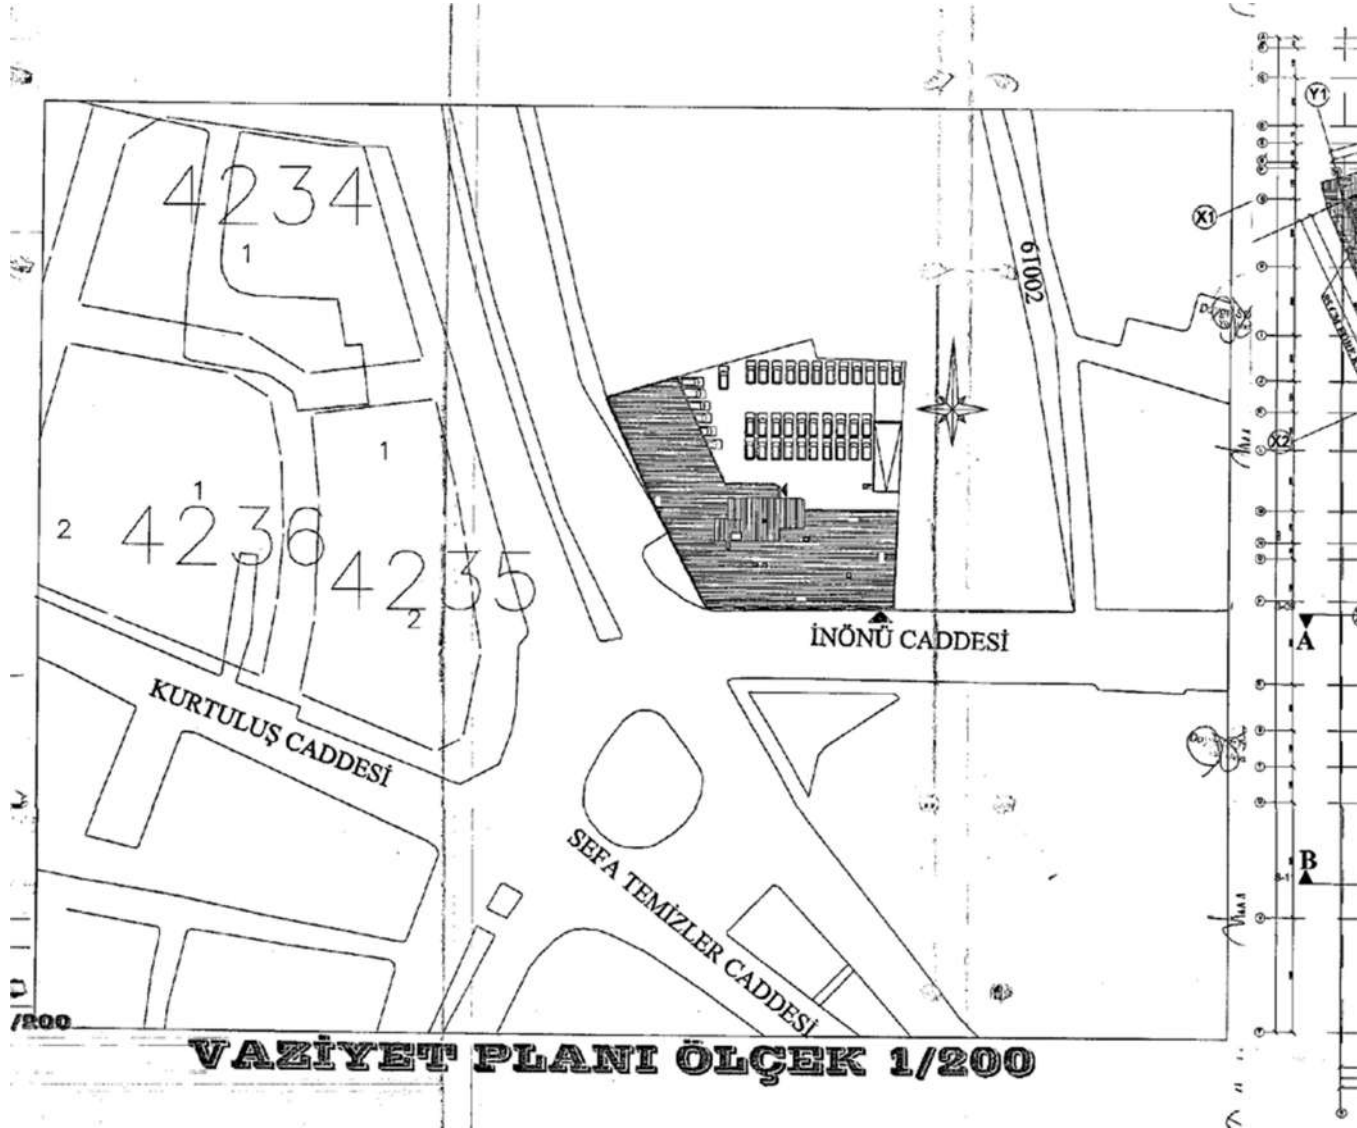 Y1
4234
1
X1
61002
1
X2
1
2
4236
4235
2
İNÖNÜ CADDESİ
A
KURTULUŞ CADDESİ
SEFA TEMİZLER CADDESİ
B
/200
VAZİYET PLANI ÖLÇEK 1/200